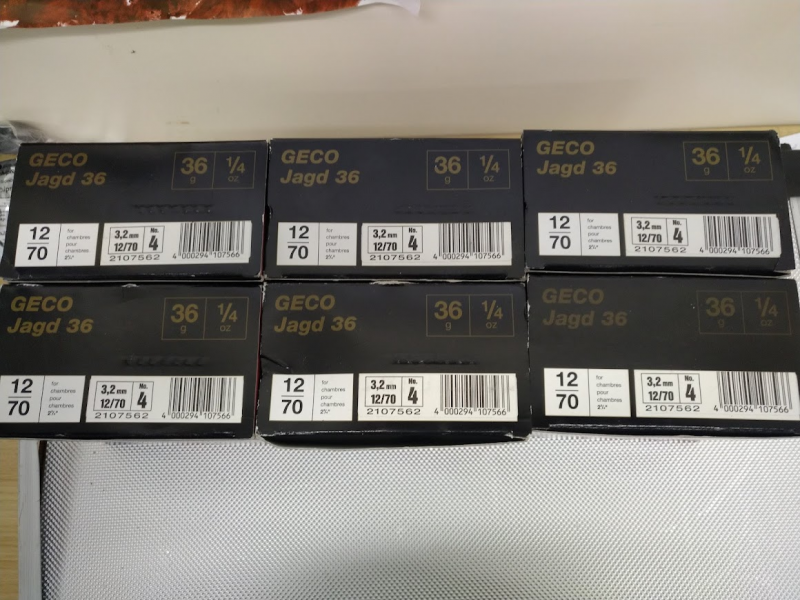 GECO
Jagd 36
36 g
1/4 oz
12/70
for
chambres
pour
chambres
2¾"
3,2 mm No.
12/70 4
2107562
4 000294 107566
GECO
Jagd 36
36 g
1/4 oz
12/70
for
chambres
pour
chambres
2¾"
3,2 mm No.
12/70 4
2107562
4 000294 107566
GECO
Jagd 36
36 g
1/4 oz
12/70
for
chambres
pour
chambres
2¾"
3,2 mm No.
12/70 4
2107562
4 000294 107566
GECO
Jagd 36
36 g
1/4 oz
12/70
for
chambres
pour
chambres
2¾"
3,2 mm No.
12/70 4
2107562
4 000294 107566
GECO
Jagd 36
36 g
1/4 oz
12/70
for
chambres
pour
chambres
2¾"
3,2 mm No.
12/70 4
2107562
4 000294 107566
GECO
Jagd 36
36 g
1/4 oz
12/70
for
chambres
pour
chambres
2¾"
3,2 mm No.
12/70 4
2107562
4 000294 107566